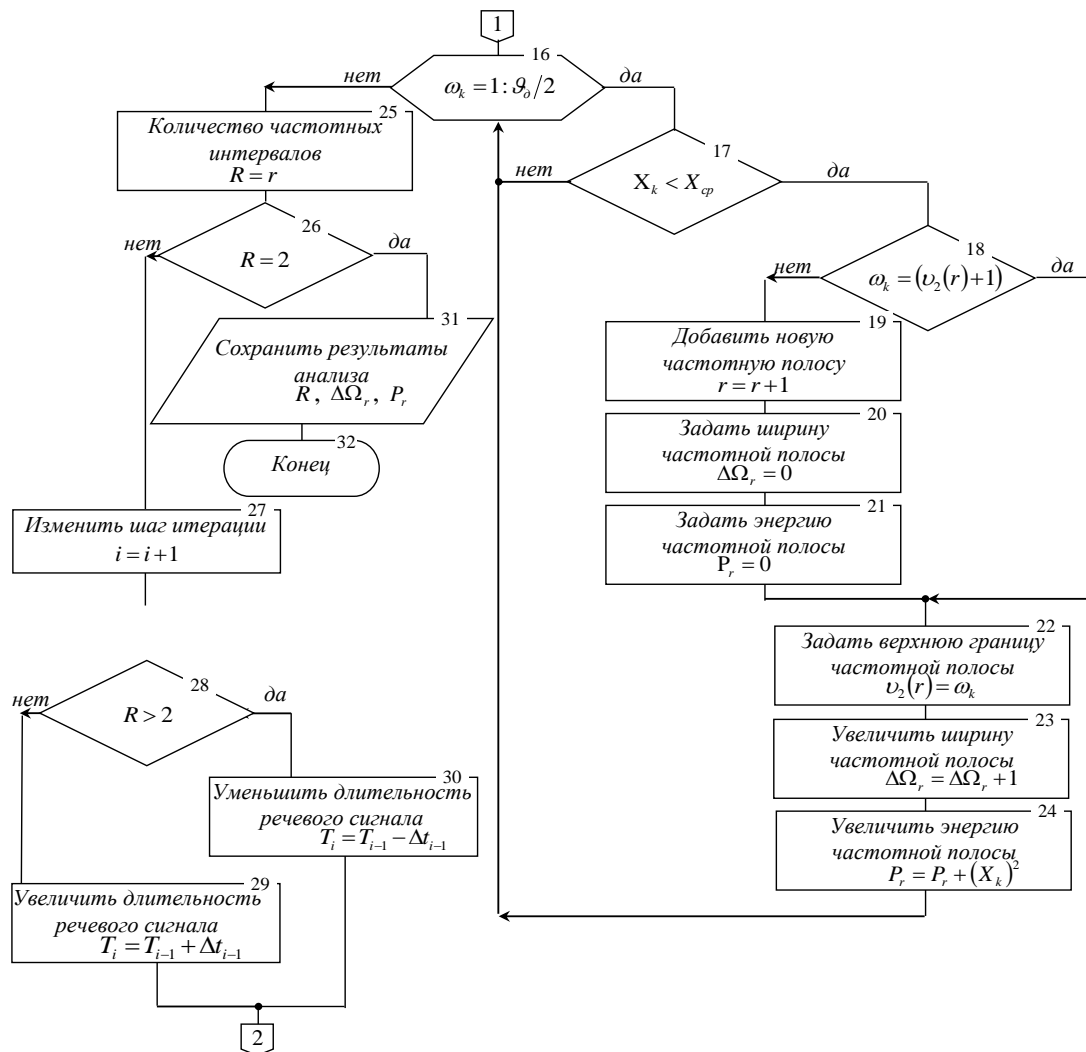 1
16
ω_k = 1 : ϑ_д/2
нет
да
25
Количество частотных
интервалов
R = r
17
X_k < X_ср
нет
да
26
R = 2
нет
да
18
ω_k = (υ_2(r)+1)
нет
да
31
Сохранить результаты
анализа
R , ΔΩ_r , P_r
32
Конец
19
Добавить новую
частотную полосу
r = r +1
20
Задать ширину
частотной полосы
ΔΩ_r = 0
21
Задать энергию
частотной полосы
P_r = 0
27
Изменить шаг итерации
i = i +1
22
Задать верхнюю границу
частотной полосы
υ_2(r) = ω_k
28
R > 2
нет
да
23
Увеличить ширину
частотной полосы
ΔΩ_r = ΔΩ_r +1
30
Уменьшить длительность
речевого сигнала
T_i = T_{i−1} − Δt_{i−1}
24
Увеличить энергию
частотной полосы
P_r = P_r + (X_k)^2
29
Увеличить длительность
речевого сигнала
T_i = T_{i−1} + Δt_{i−1}
2